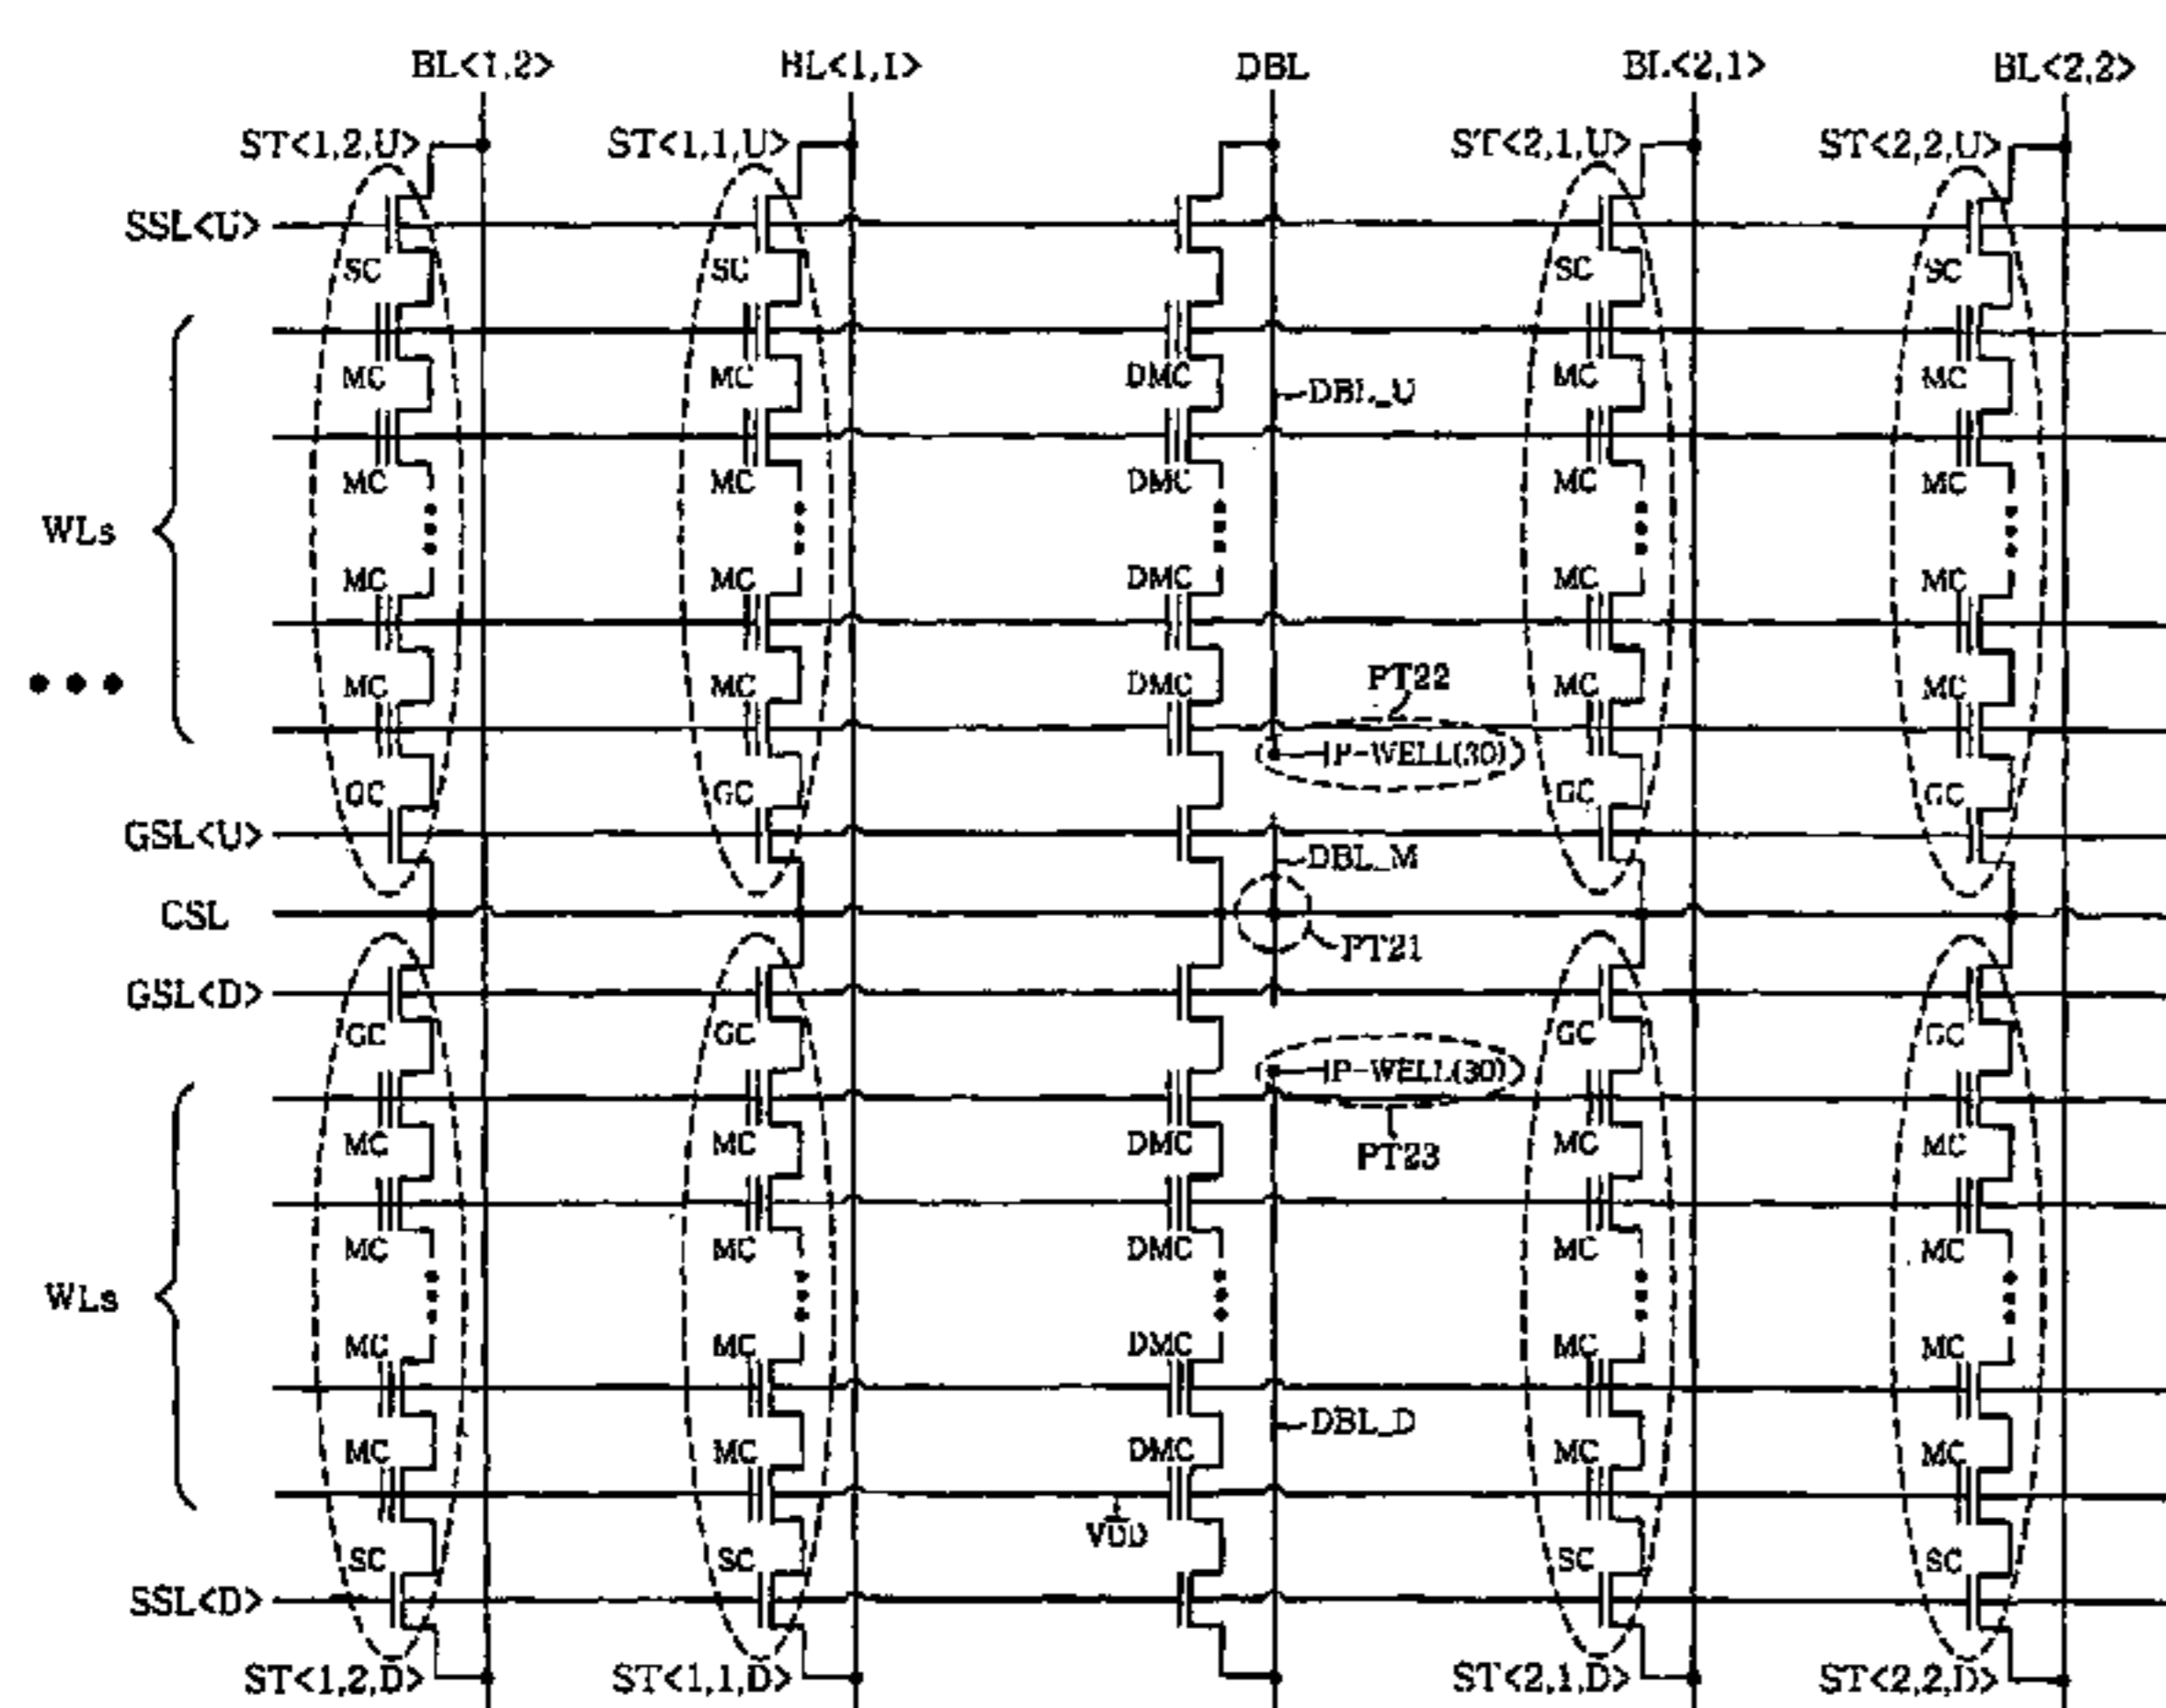 BL<1,2> BL<1,1> DBL BL<2,1> BL<2,2>
ST<1,2,U> ST<1,1,U> ST<2,1,U> ST<2,2,U>
SSL<U>
SC SC SC SC
MC MC DMC MC MC
DBL_U
MC MC DMC MC MC
WLs
MC MC DMC MC MC
MC MC DMC PT22 MC MC
P-WELL(30)
GC GC GC GC
GSL<U>
DBL_M
CSL
PT21
GSL<D>
GC GC GC GC
P-WELL(30)
MC MC DMC PT23 MC MC
MC MC DMC MC MC
WLs
MC MC DMC MC MC
DBL_D
MC MC DMC MC MC
VDD
SC SC SC SC
SSL<D>
ST<1,2,D> ST<1,1,D> ST<2,1,D> ST<2,2,D>